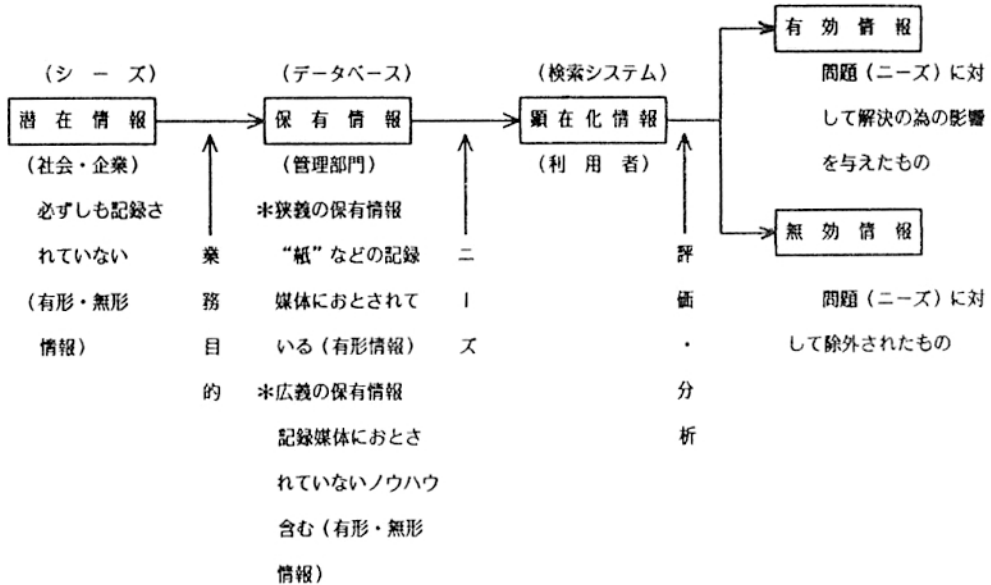 (シーズ)
潜在情報
(社会・企業)
必ずしも記録さ
れていない
(有形・無形
情報)
業務目的
(データベース)
保有情報
(管理部門)
*狭義の保有情報
“紙”などの記録
媒体におとされて
いる(有形情報)
*広義の保有情報
記録媒体におとさ
れていないノウハウ
含む(有形・無形
情報)
ニーズ
(検索システム)
顕在化情報
(利用者)
評価・分析
有効情報
問題(ニーズ)に対
して解決の為の影響
を与えたもの
無効情報
問題(ニーズ)に対
して除外されたもの